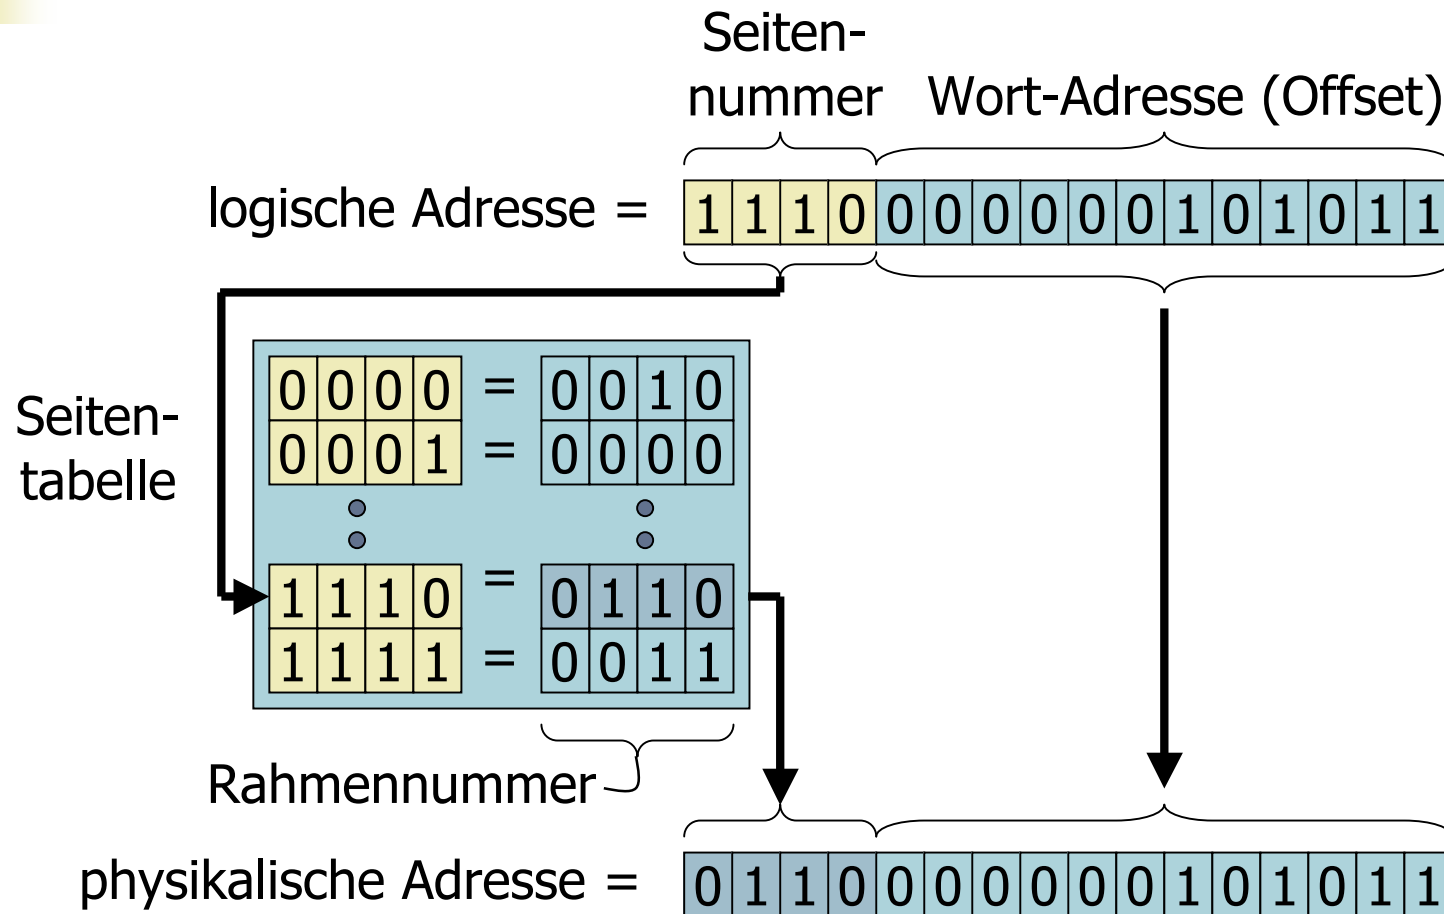 Seiten-
nummer Wort-Adresse (Offset)
logische Adresse = 1 1 1 0 0 0 0 0 0 0 1 0 1 0 1 1
Seiten-
tabelle
0 0 0 0 = 0 0 1 0
0 0 0 1 = 0 0 0 0
1 1 1 0 = 0 1 1 0
1 1 1 1 = 0 0 1 1
Rahmennummer
physikalische Adresse = 0 1 1 0 0 0 0 0 0 0 1 0 1 0 1 1